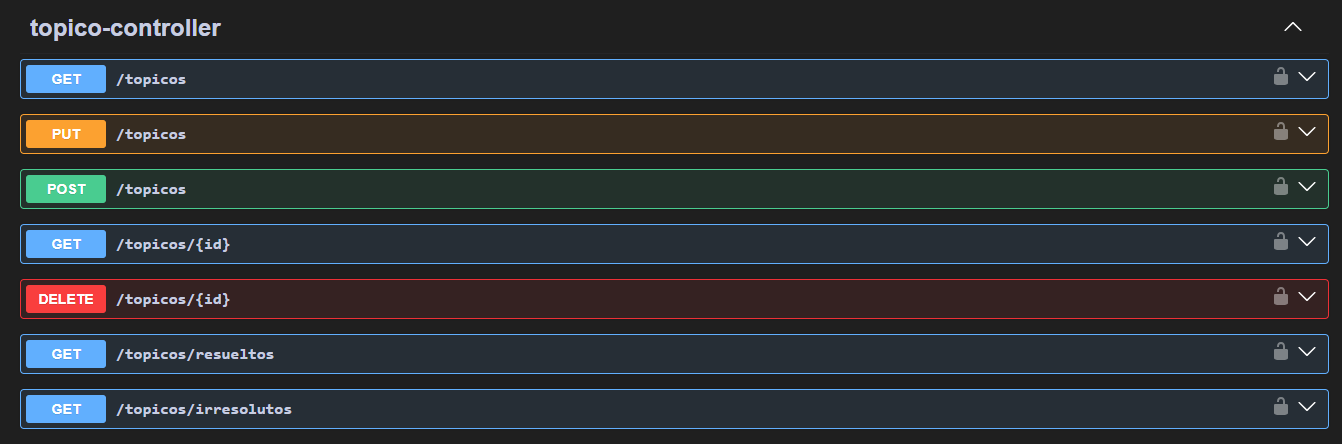 topico-controller
GET /topicos
PUT /topicos
POST /topicos
GET /topicos/{id}
DELETE /topicos/{id}
GET /topicos/resueltos
GET /topicos/irresolutos